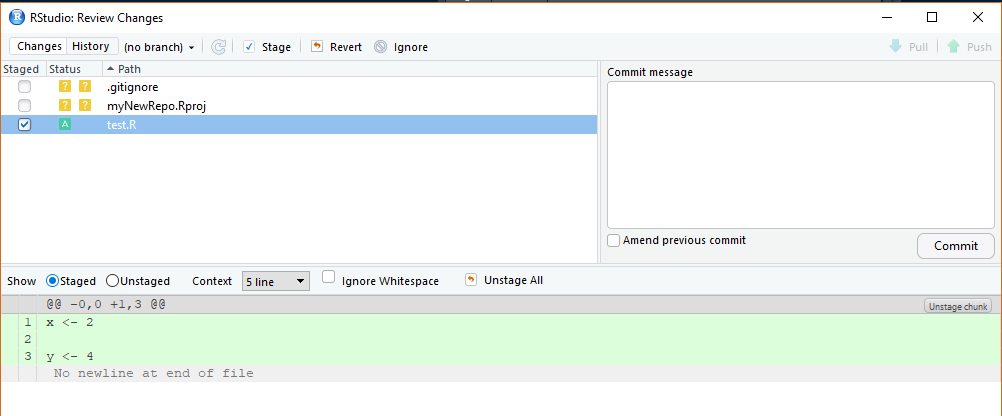 RStudio: Review Changes
Changes History (no branch) Stage Revert Ignore Pull Push
Staged Status Path
? ? .gitignore
? ? myNewRepo.Rproj
A test.R
Commit message
Amend previous commit
Commit
Show Staged Unstaged Context 5 line Ignore Whitespace Unstage All
@@ -0,0 +1,3 @@ Unstage chunk
1 x <- 2
2
3 y <- 4
No newline at end of file